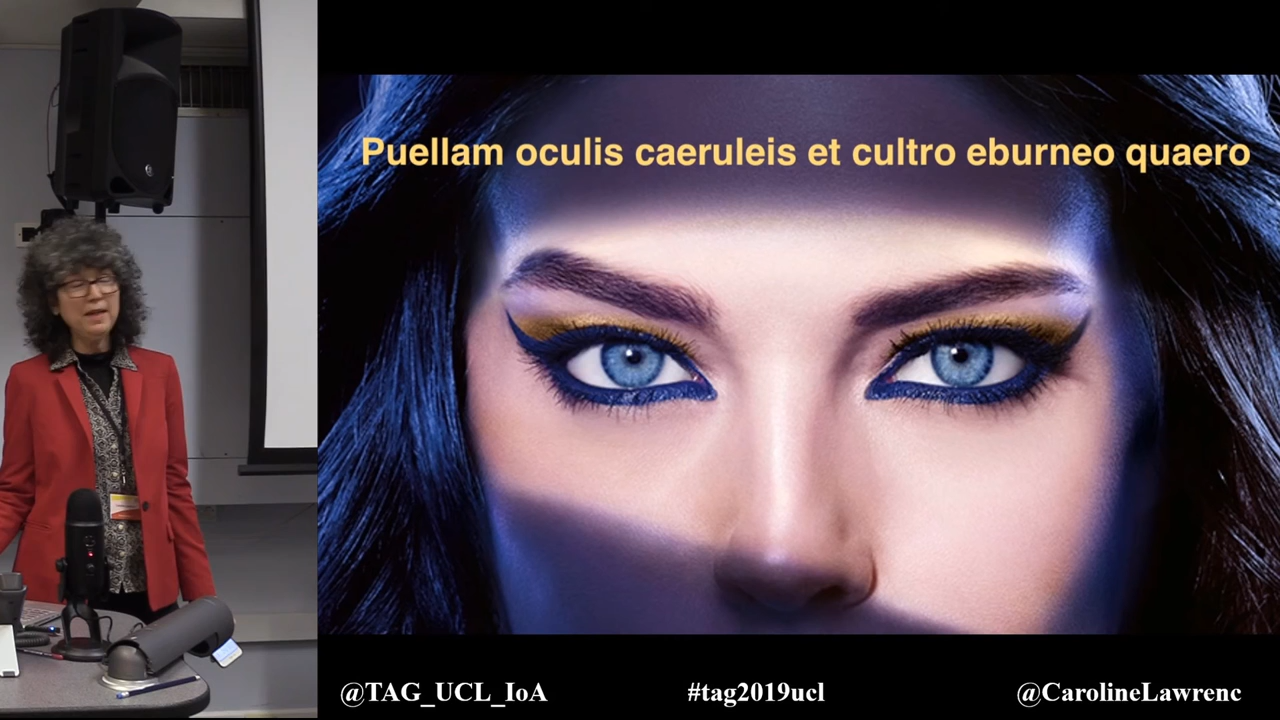 Puellam oculis caeruleis et cultro eburneo quaero
@TAG_UCL_IoA
#tag2019ucl
@CarolineLawrenc